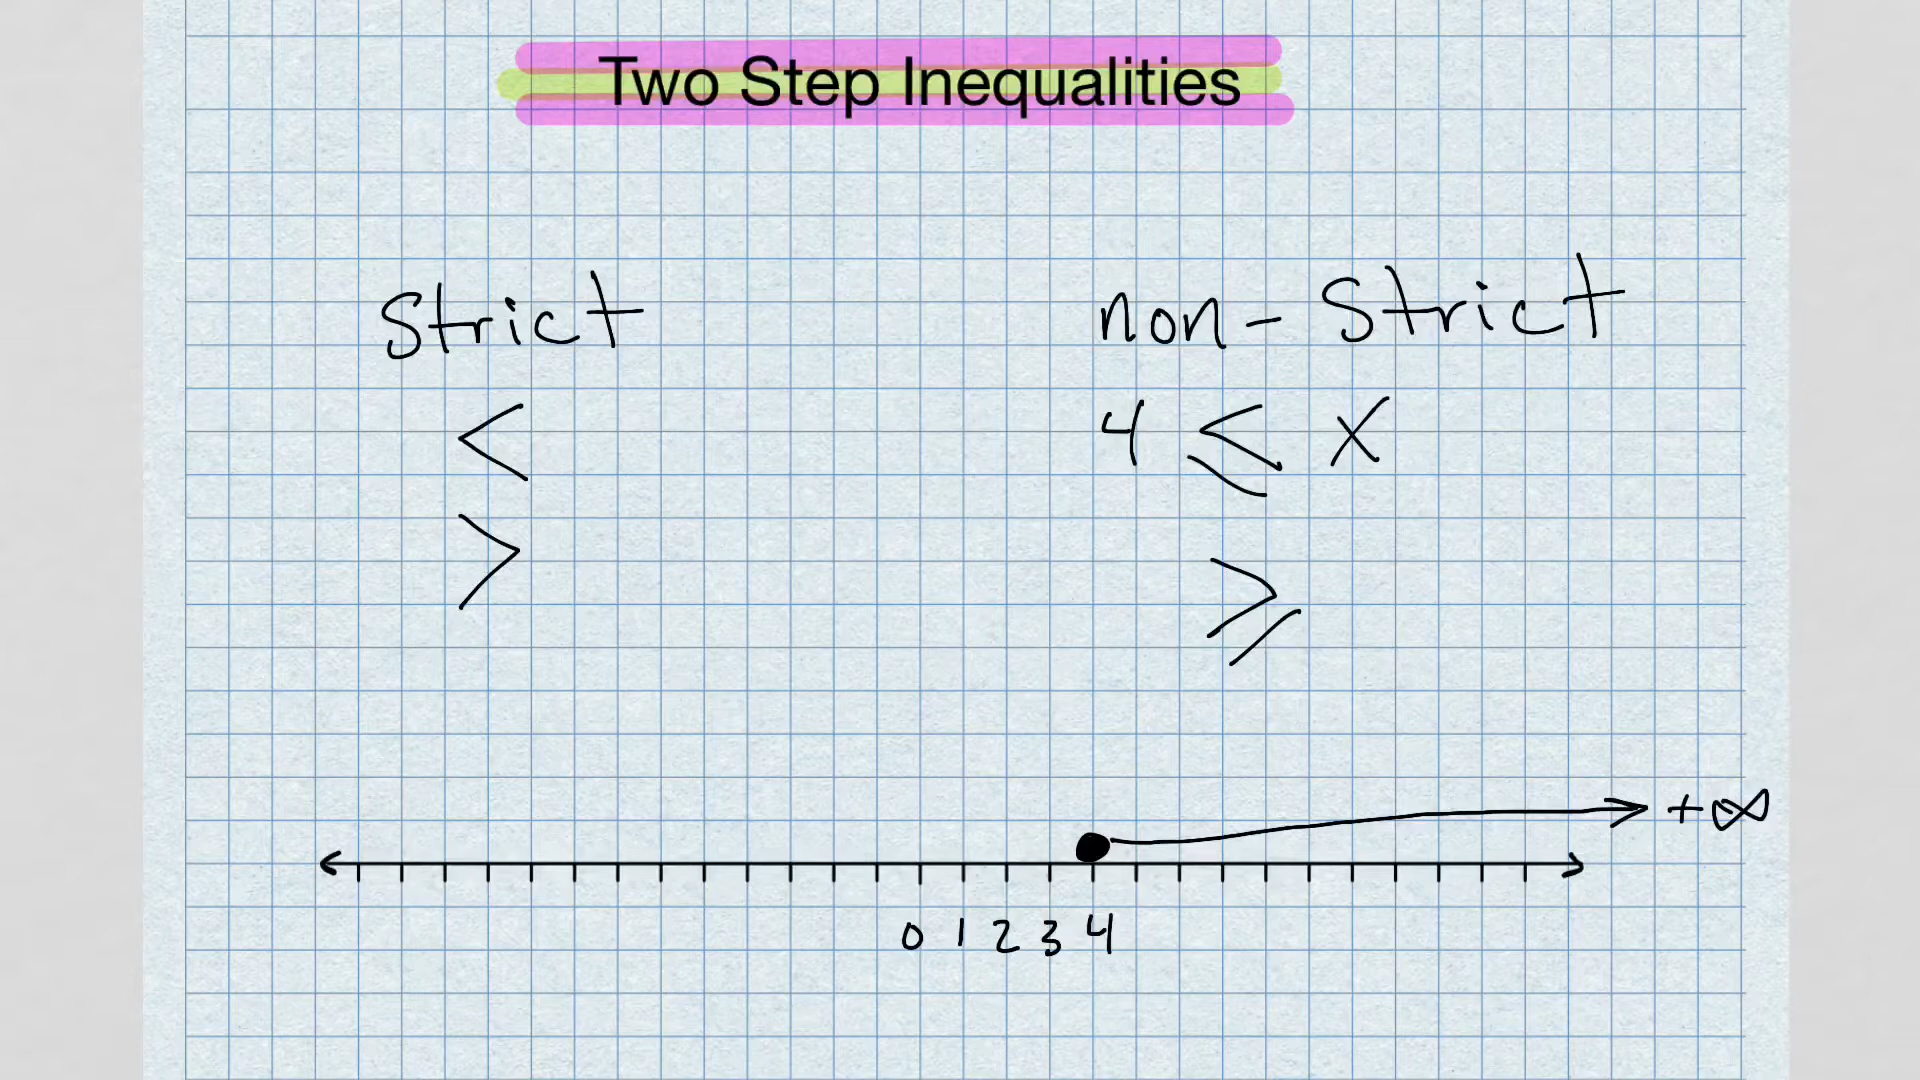 Two Step Inequalities
Strict non-Strict
< 4 ≤ x
> ≥
+∞
0 1 2 3 4